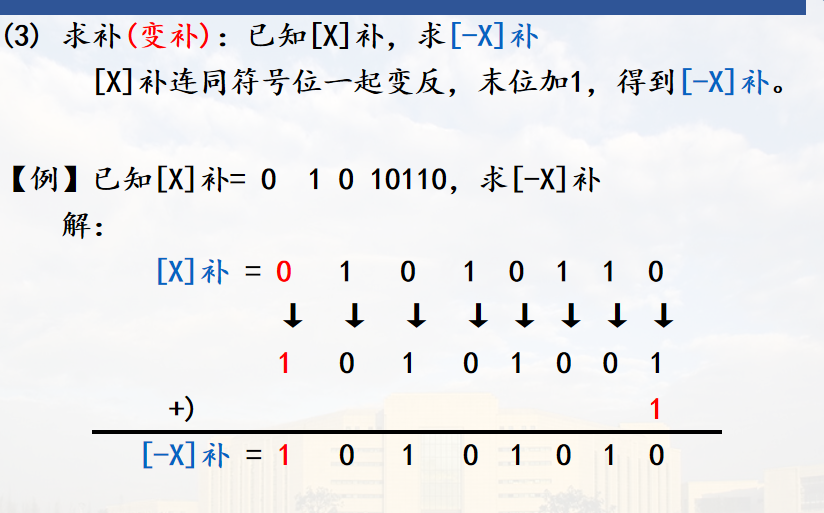 (3) 求补(变补)：已知[X]补，求[-X]补
[X]补连同符号位一起变反，末位加1，得到[-X]补。
【例】已知[X]补= 0 1 0 10110，求[-X]补
解：
[X]补 = 0 1 0 1 0 1 1 0
↓ ↓ ↓ ↓ ↓ ↓ ↓ ↓
1 0 1 0 1 0 0 1
+) 1
[-X]补 = 1 0 1 0 1 0 1 0